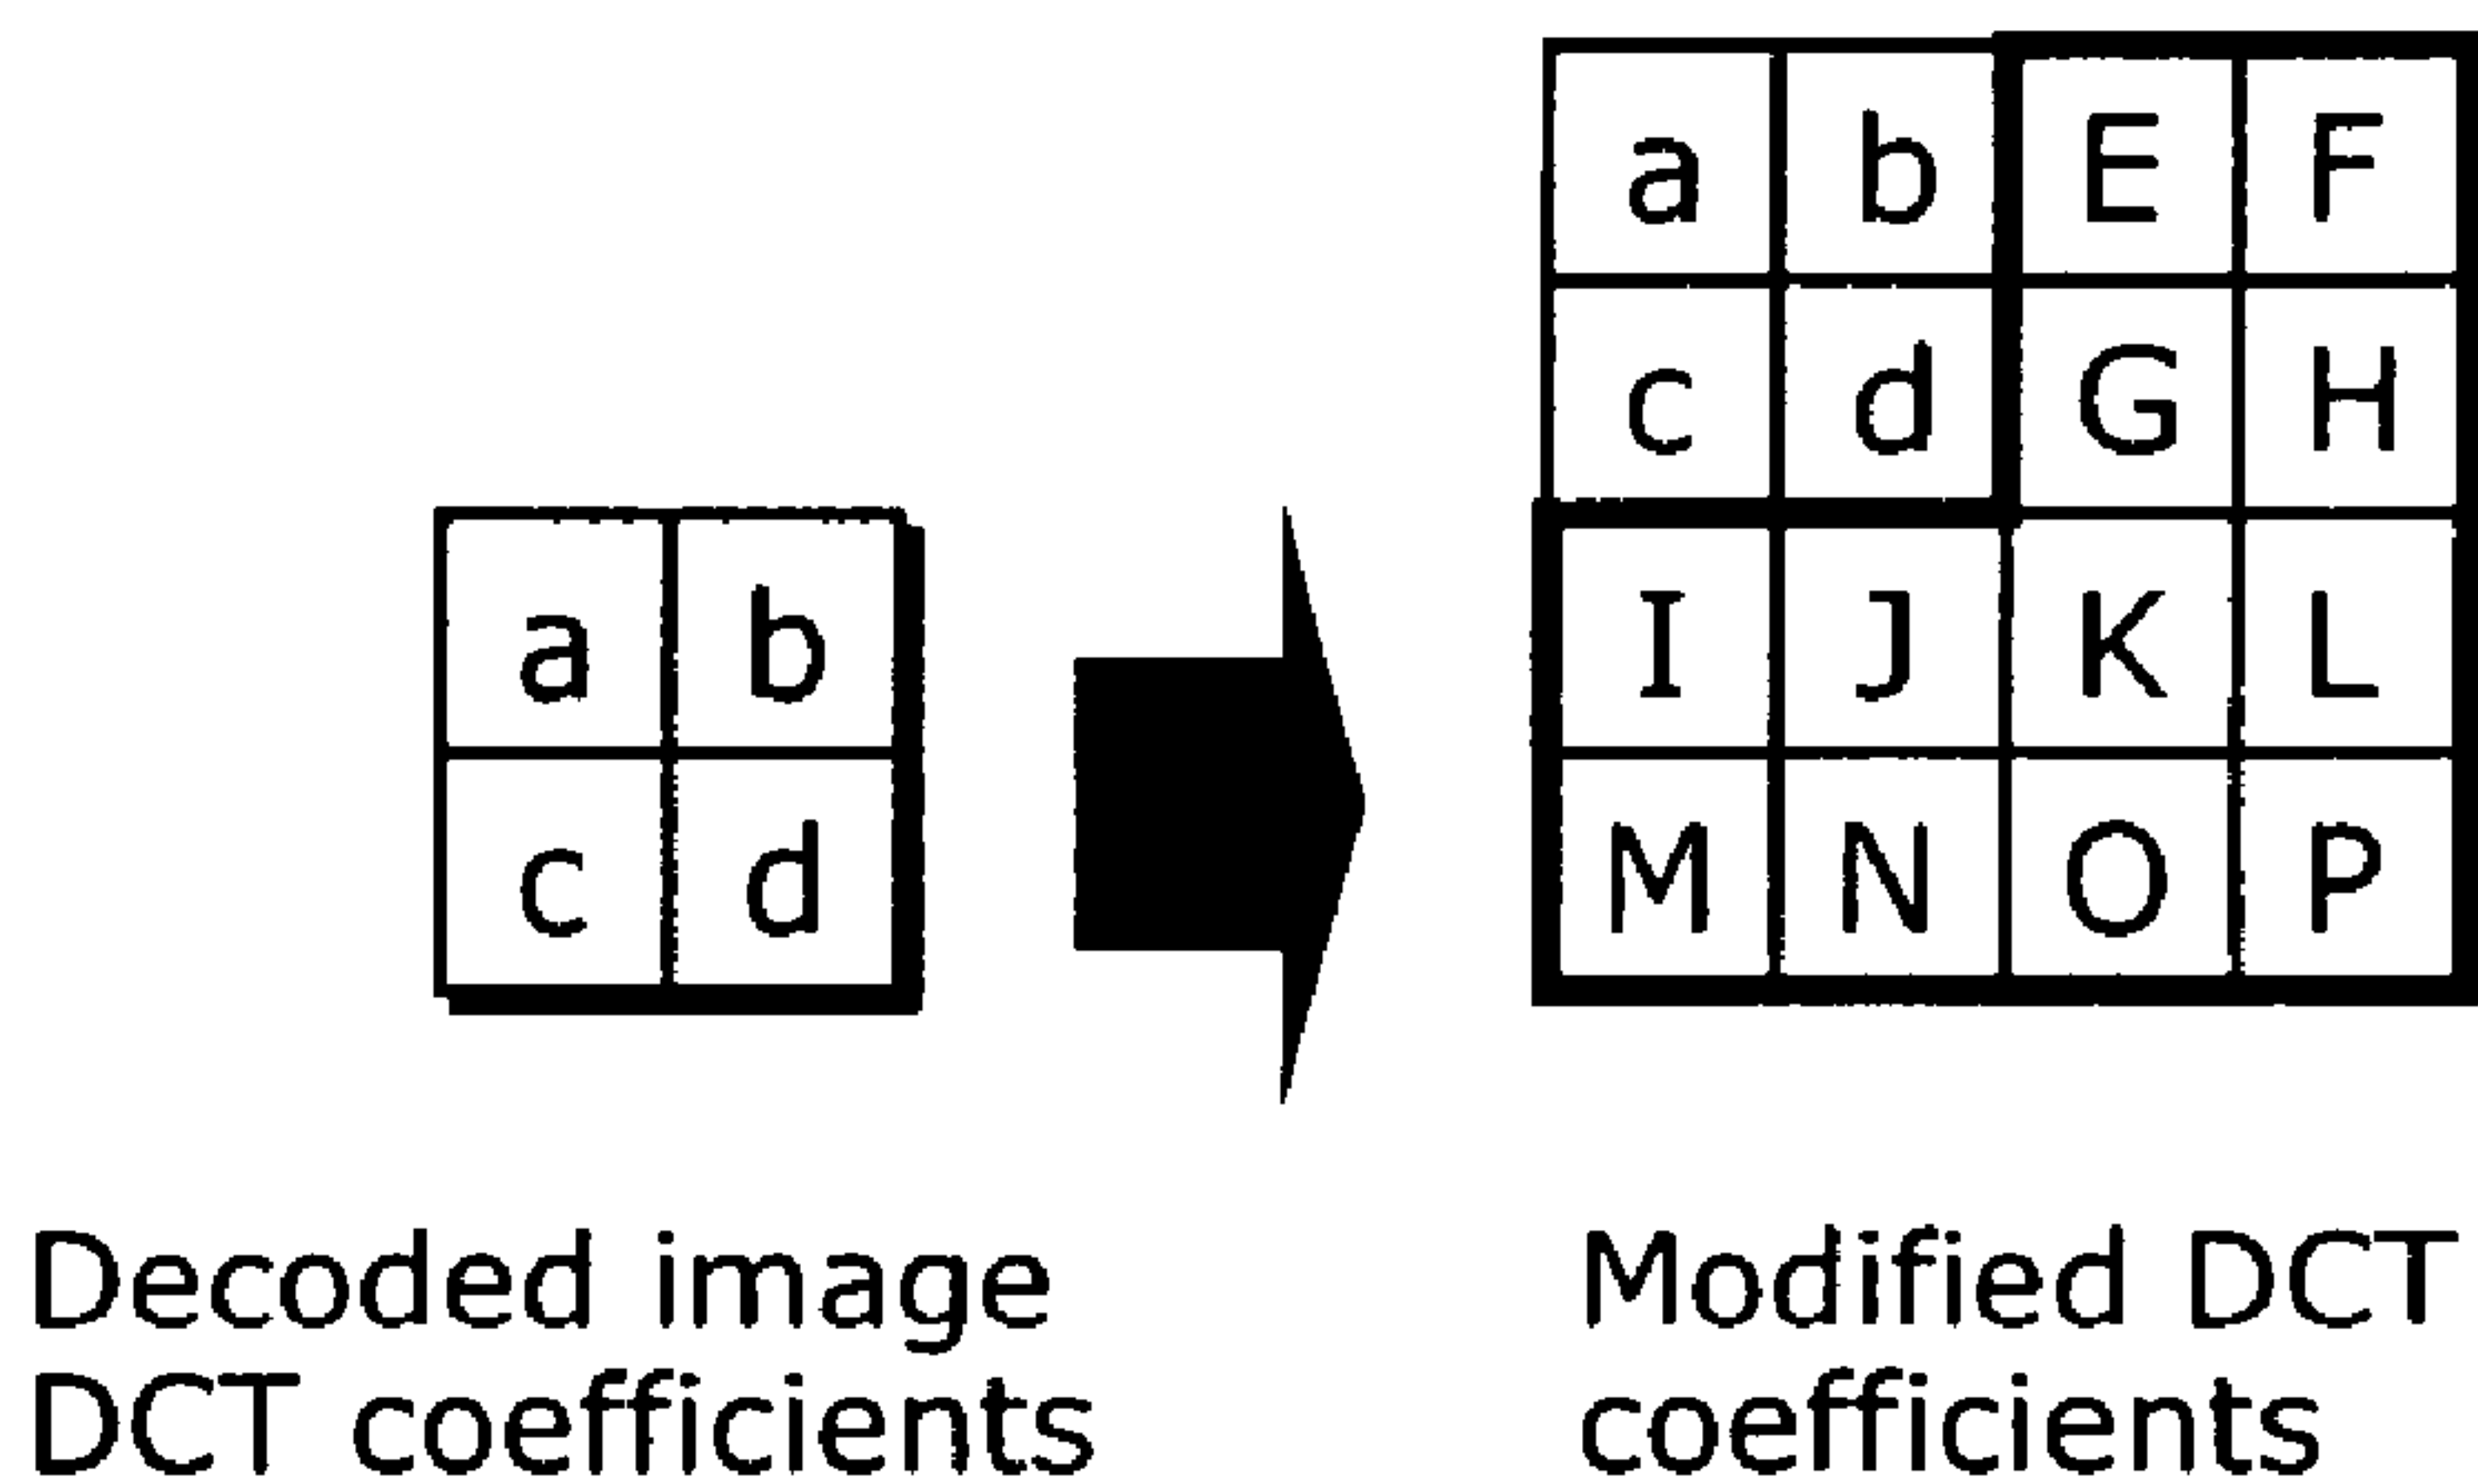 a b E F
c d G H
a b I J K L
c d M N O P
Decoded image
DCT coefficients
Modified DCT
coefficients